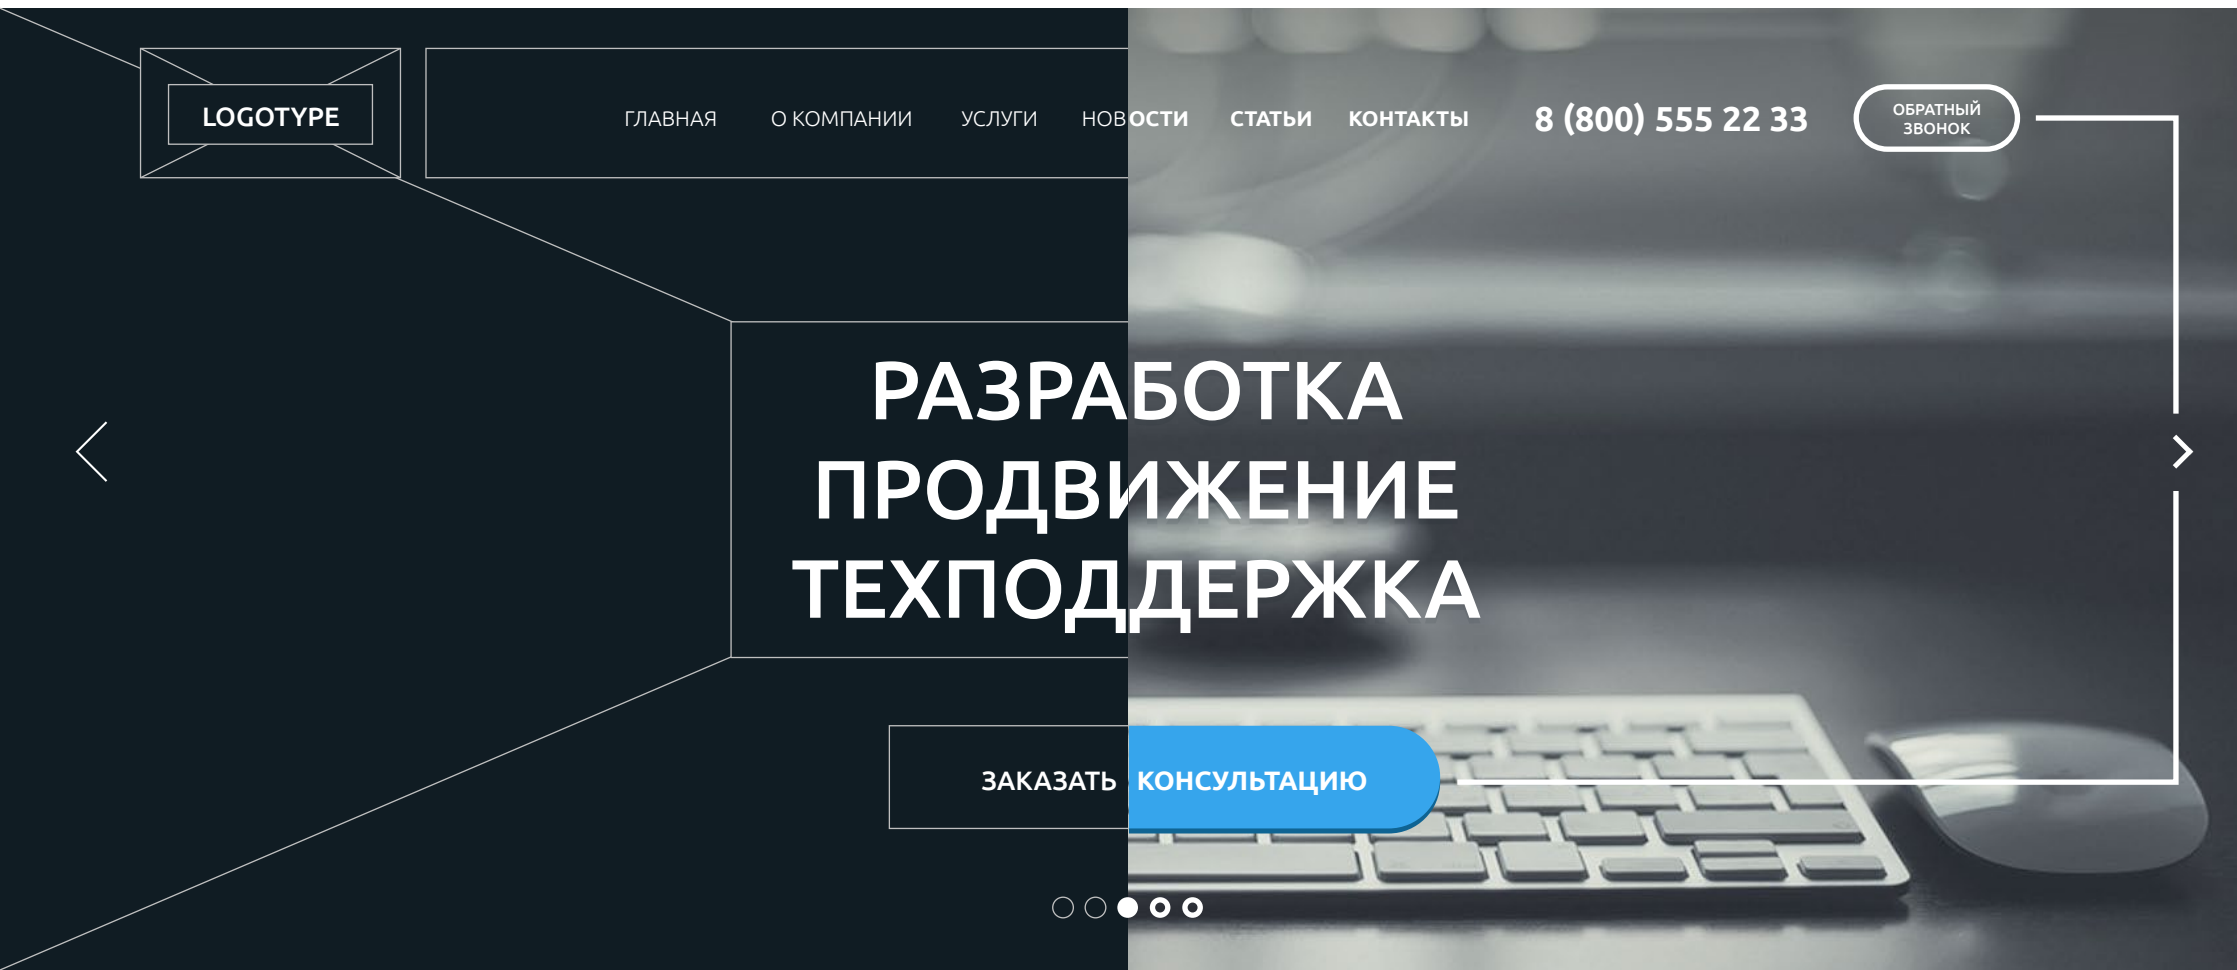 LOGOTYPE
ГЛАВНАЯ О КОМПАНИИ УСЛУГИ НОВОСТИ СТАТЬИ КОНТАКТЫ 8 (800) 555 22 33
ОБРАТНЫЙ
ЗВОНОК
РАЗРАБОТКА
ПРОДВИЖЕНИЕ
ТЕХПОДДЕРЖКА
ЗАКАЗАТЬ КОНСУЛЬТАЦИЮ